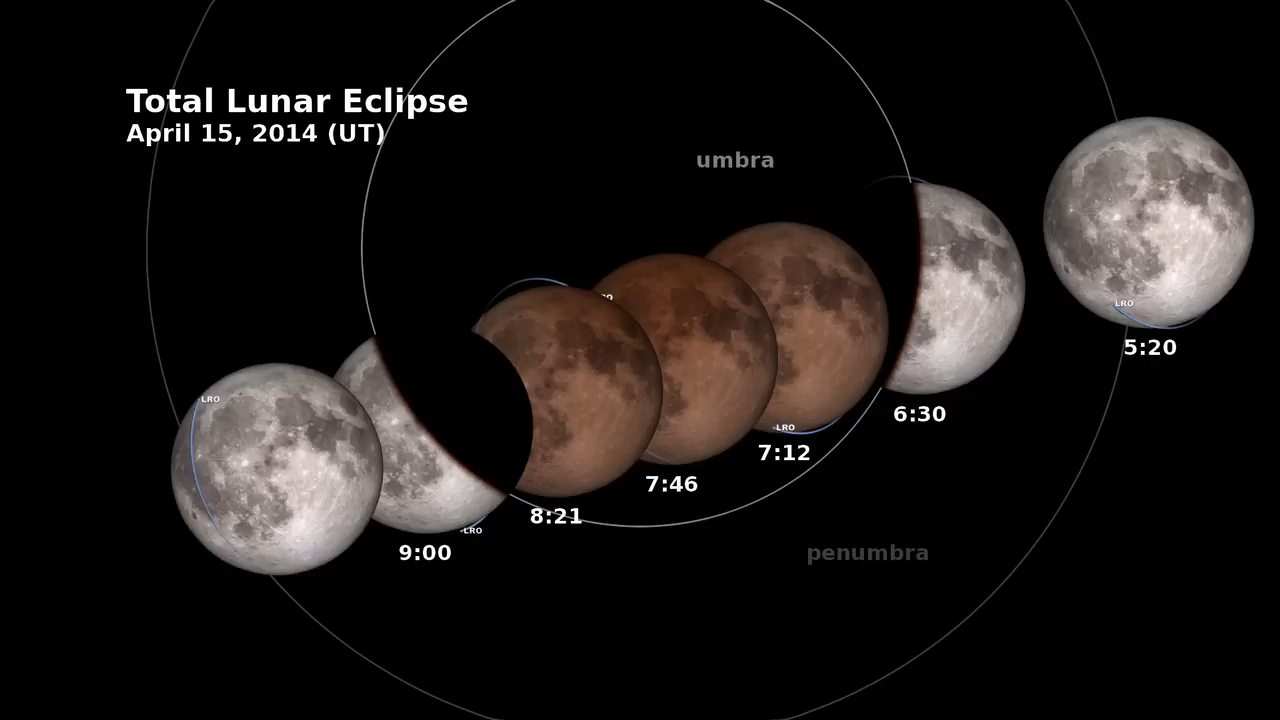 Total Lunar Eclipse
April 15, 2014 (UT)
umbra
LRO
5:20
6:30
LRO
7:12
7:46
8:21
LRO
9:00
LRO
penumbra